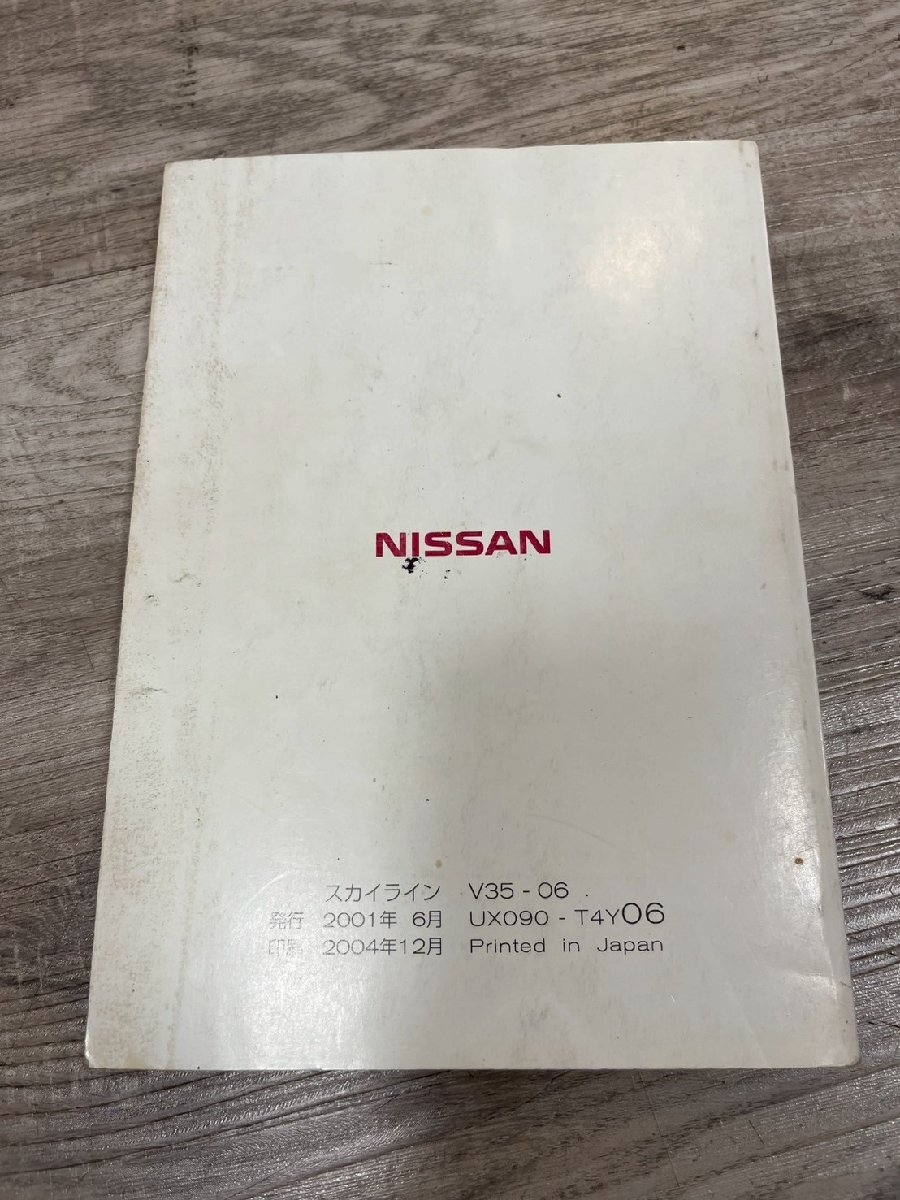 NISSAN
スカイライン V35-06
発行 2001年 6月 UX090-T4Y06
印刷 2004年12月 Printed in Japan